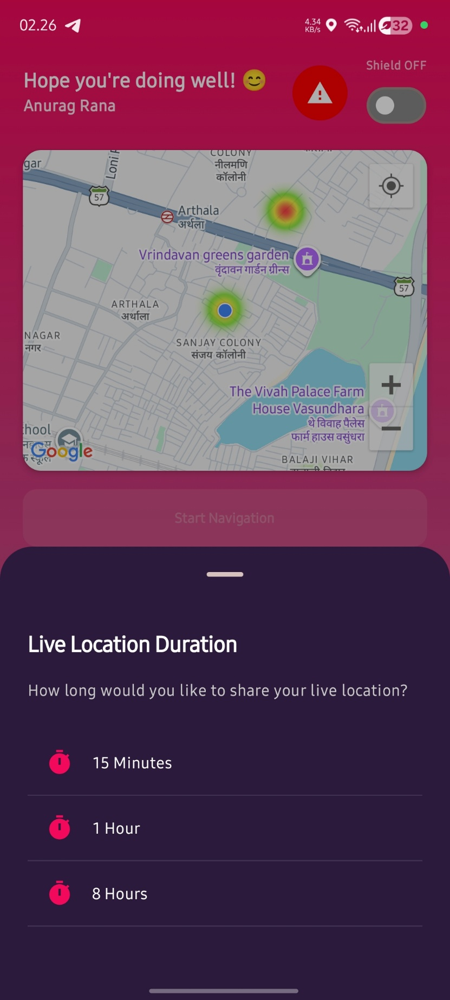 02.26
4.34
KB/s
32
Hope you're doing well! 😊
Anurag Rana
Shield OFF
gar
Loni
COLONY
नीलमणि
कॉलोनी
57
Arthala
अर्थला
Vrindavan greens garden
वृंदावन गार्डन ग्रीन्स
57
ARTHALA
अर्थाला
NAGAR
नगर
SANJAY COLONY
संजय कॉलोनी
The Vivah Palace Farm
House Vasundhara
थे विवाह पैलेस
फार्म हाउस वसुंधरा
hool
Google
BALAJI VIHAR
Start Navigation
Live Location Duration
How long would you like to share your live location?
15 Minutes
1 Hour
8 Hours